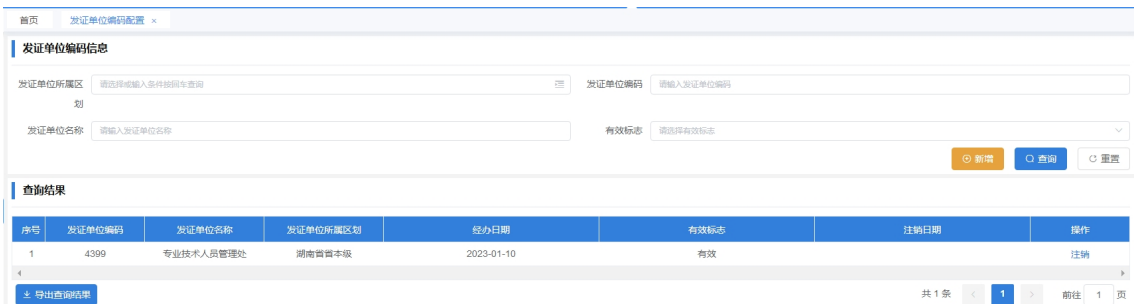 首页 发证单位编码配置 ×
发证单位编码信息
发证单位所属区划 请选择或输入条件按回车查询 发证单位编码 请输入发证单位编码
发证单位名称 请输入发证单位名称 有效标志 请选择有效标志
新增 查询 重置
查询结果
序号 发证单位编码 发证单位名称 发证单位所属区划 经办日期 有效标志 注销日期 操作
1 4399 专业技术人员管理处 湖南省省本级 2023-01-10 有效 注销
导出查询结果 共 1 条 < 1 > 前往 1 页